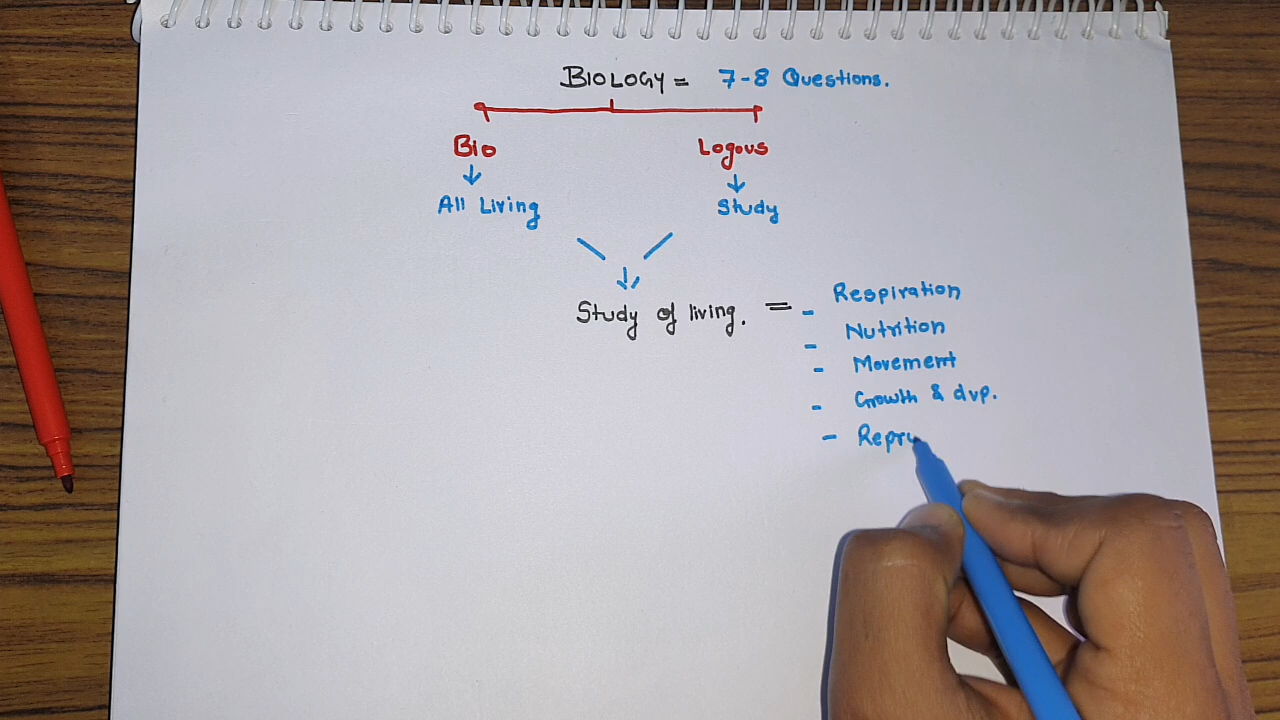 BIOLOGY = 7-8 Questions.
Bio Logous
All Living Study
Study of living. =
- Respiration
- Nutrition
- Movement
- Growth & dvp.
- Repr